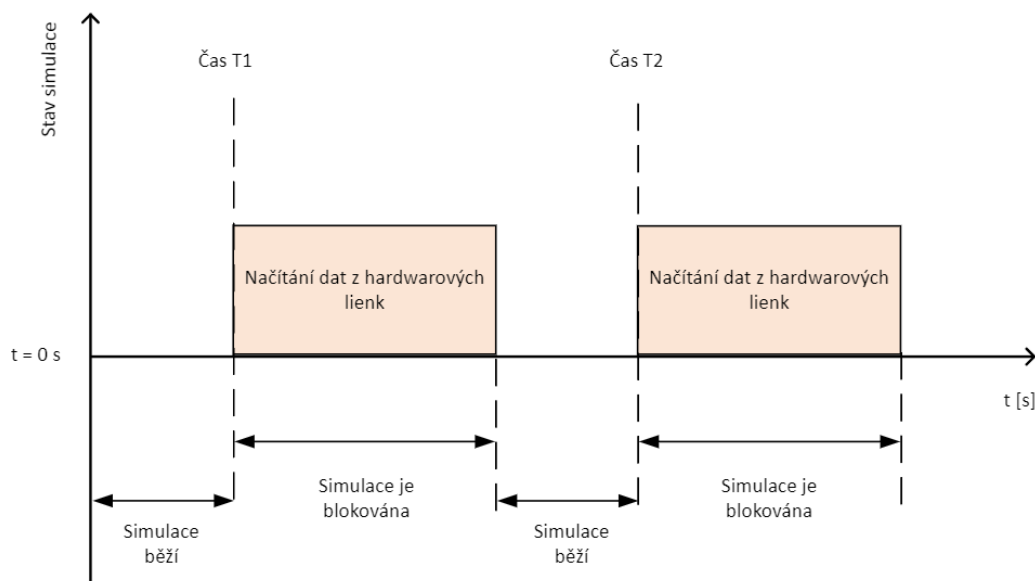 Stav simulace
Čas T1
Čas T2
Načítání dat z hardwarových
lienk
Načítání dat z hardwarových
lienk
t = 0 s
t [s]
Simulace je
blokována
Simulace je
blokována
Simulace
běží
Simulace
běží